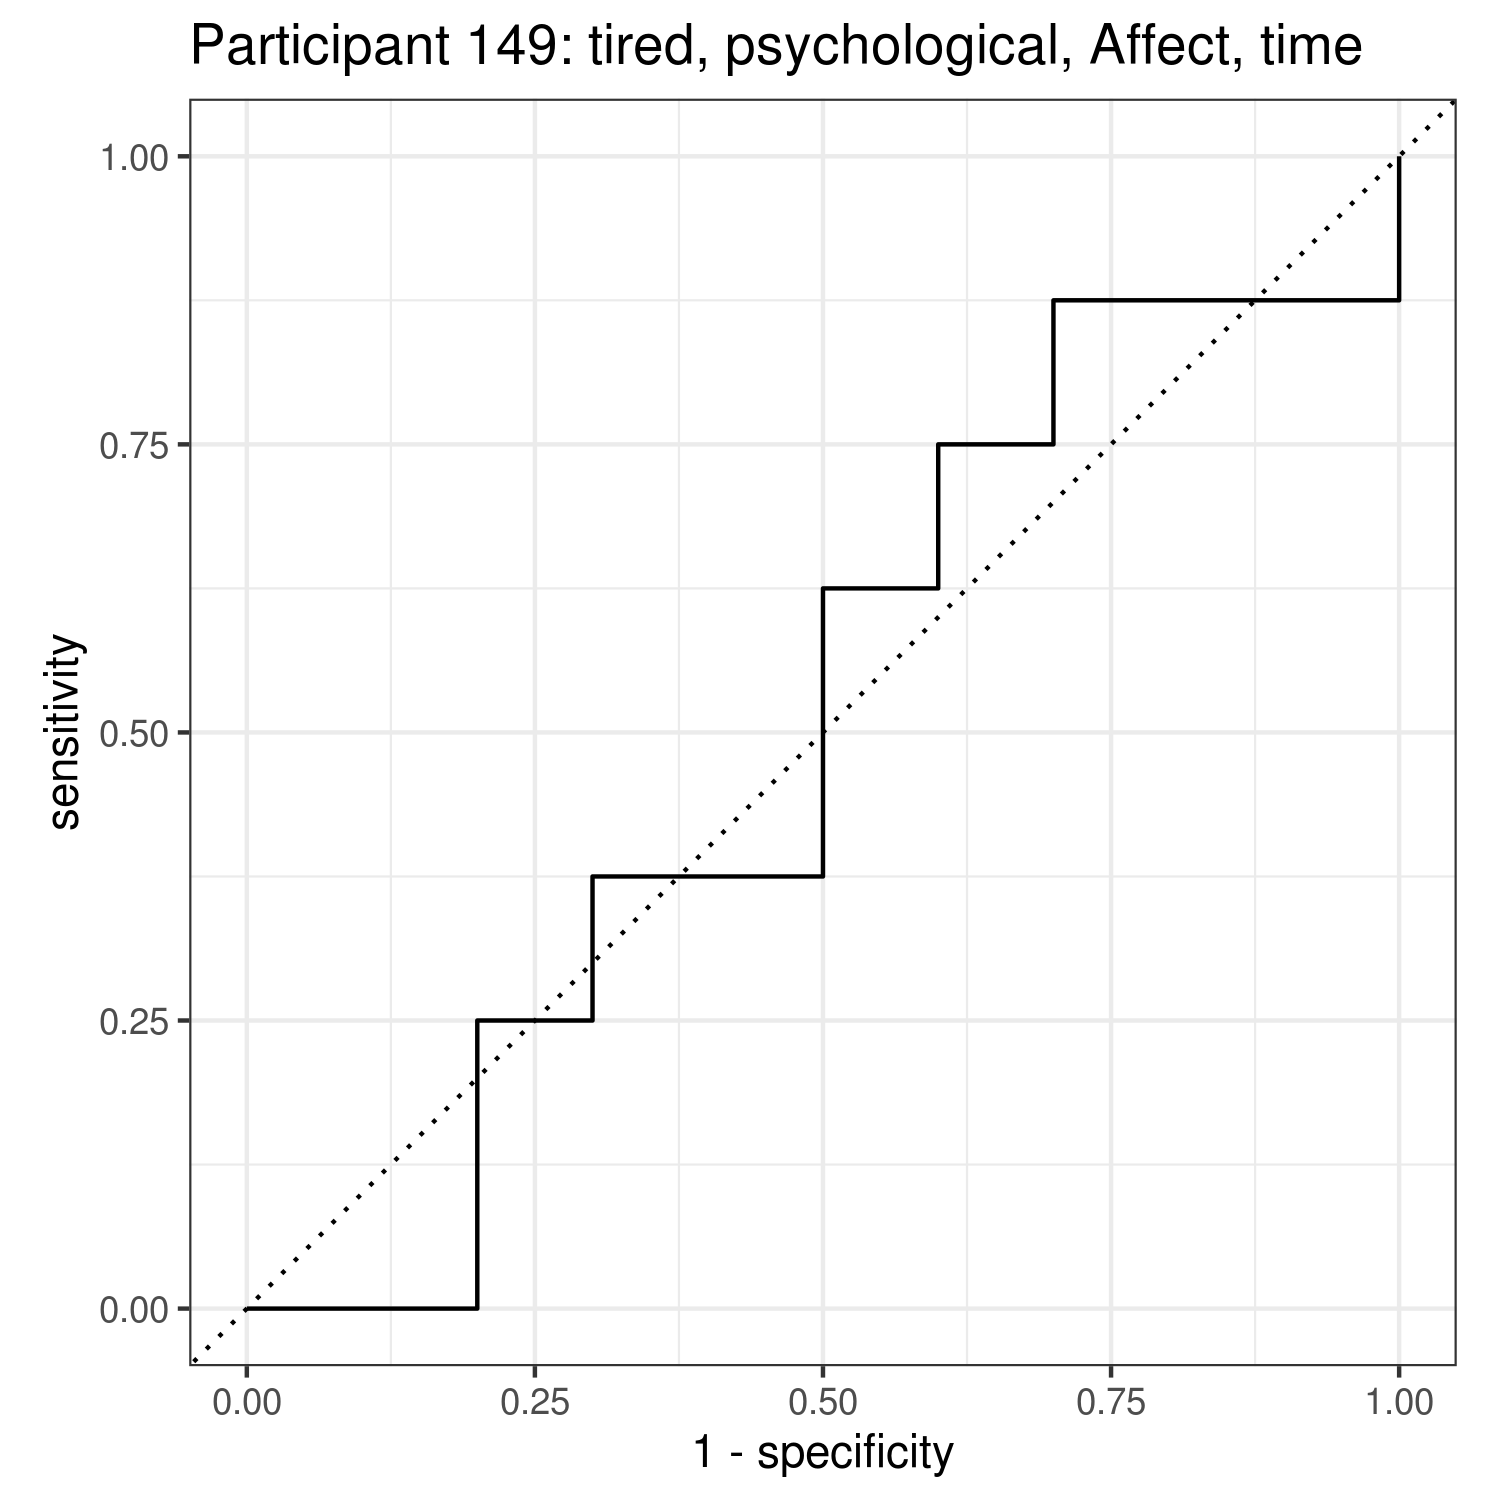 Participant 149: tired, psychological, Affect, time
1.00
0.75
0.50
0.25
0.00
sensitivity
0.00 0.25 0.50 0.75 1.00
1 - specificity